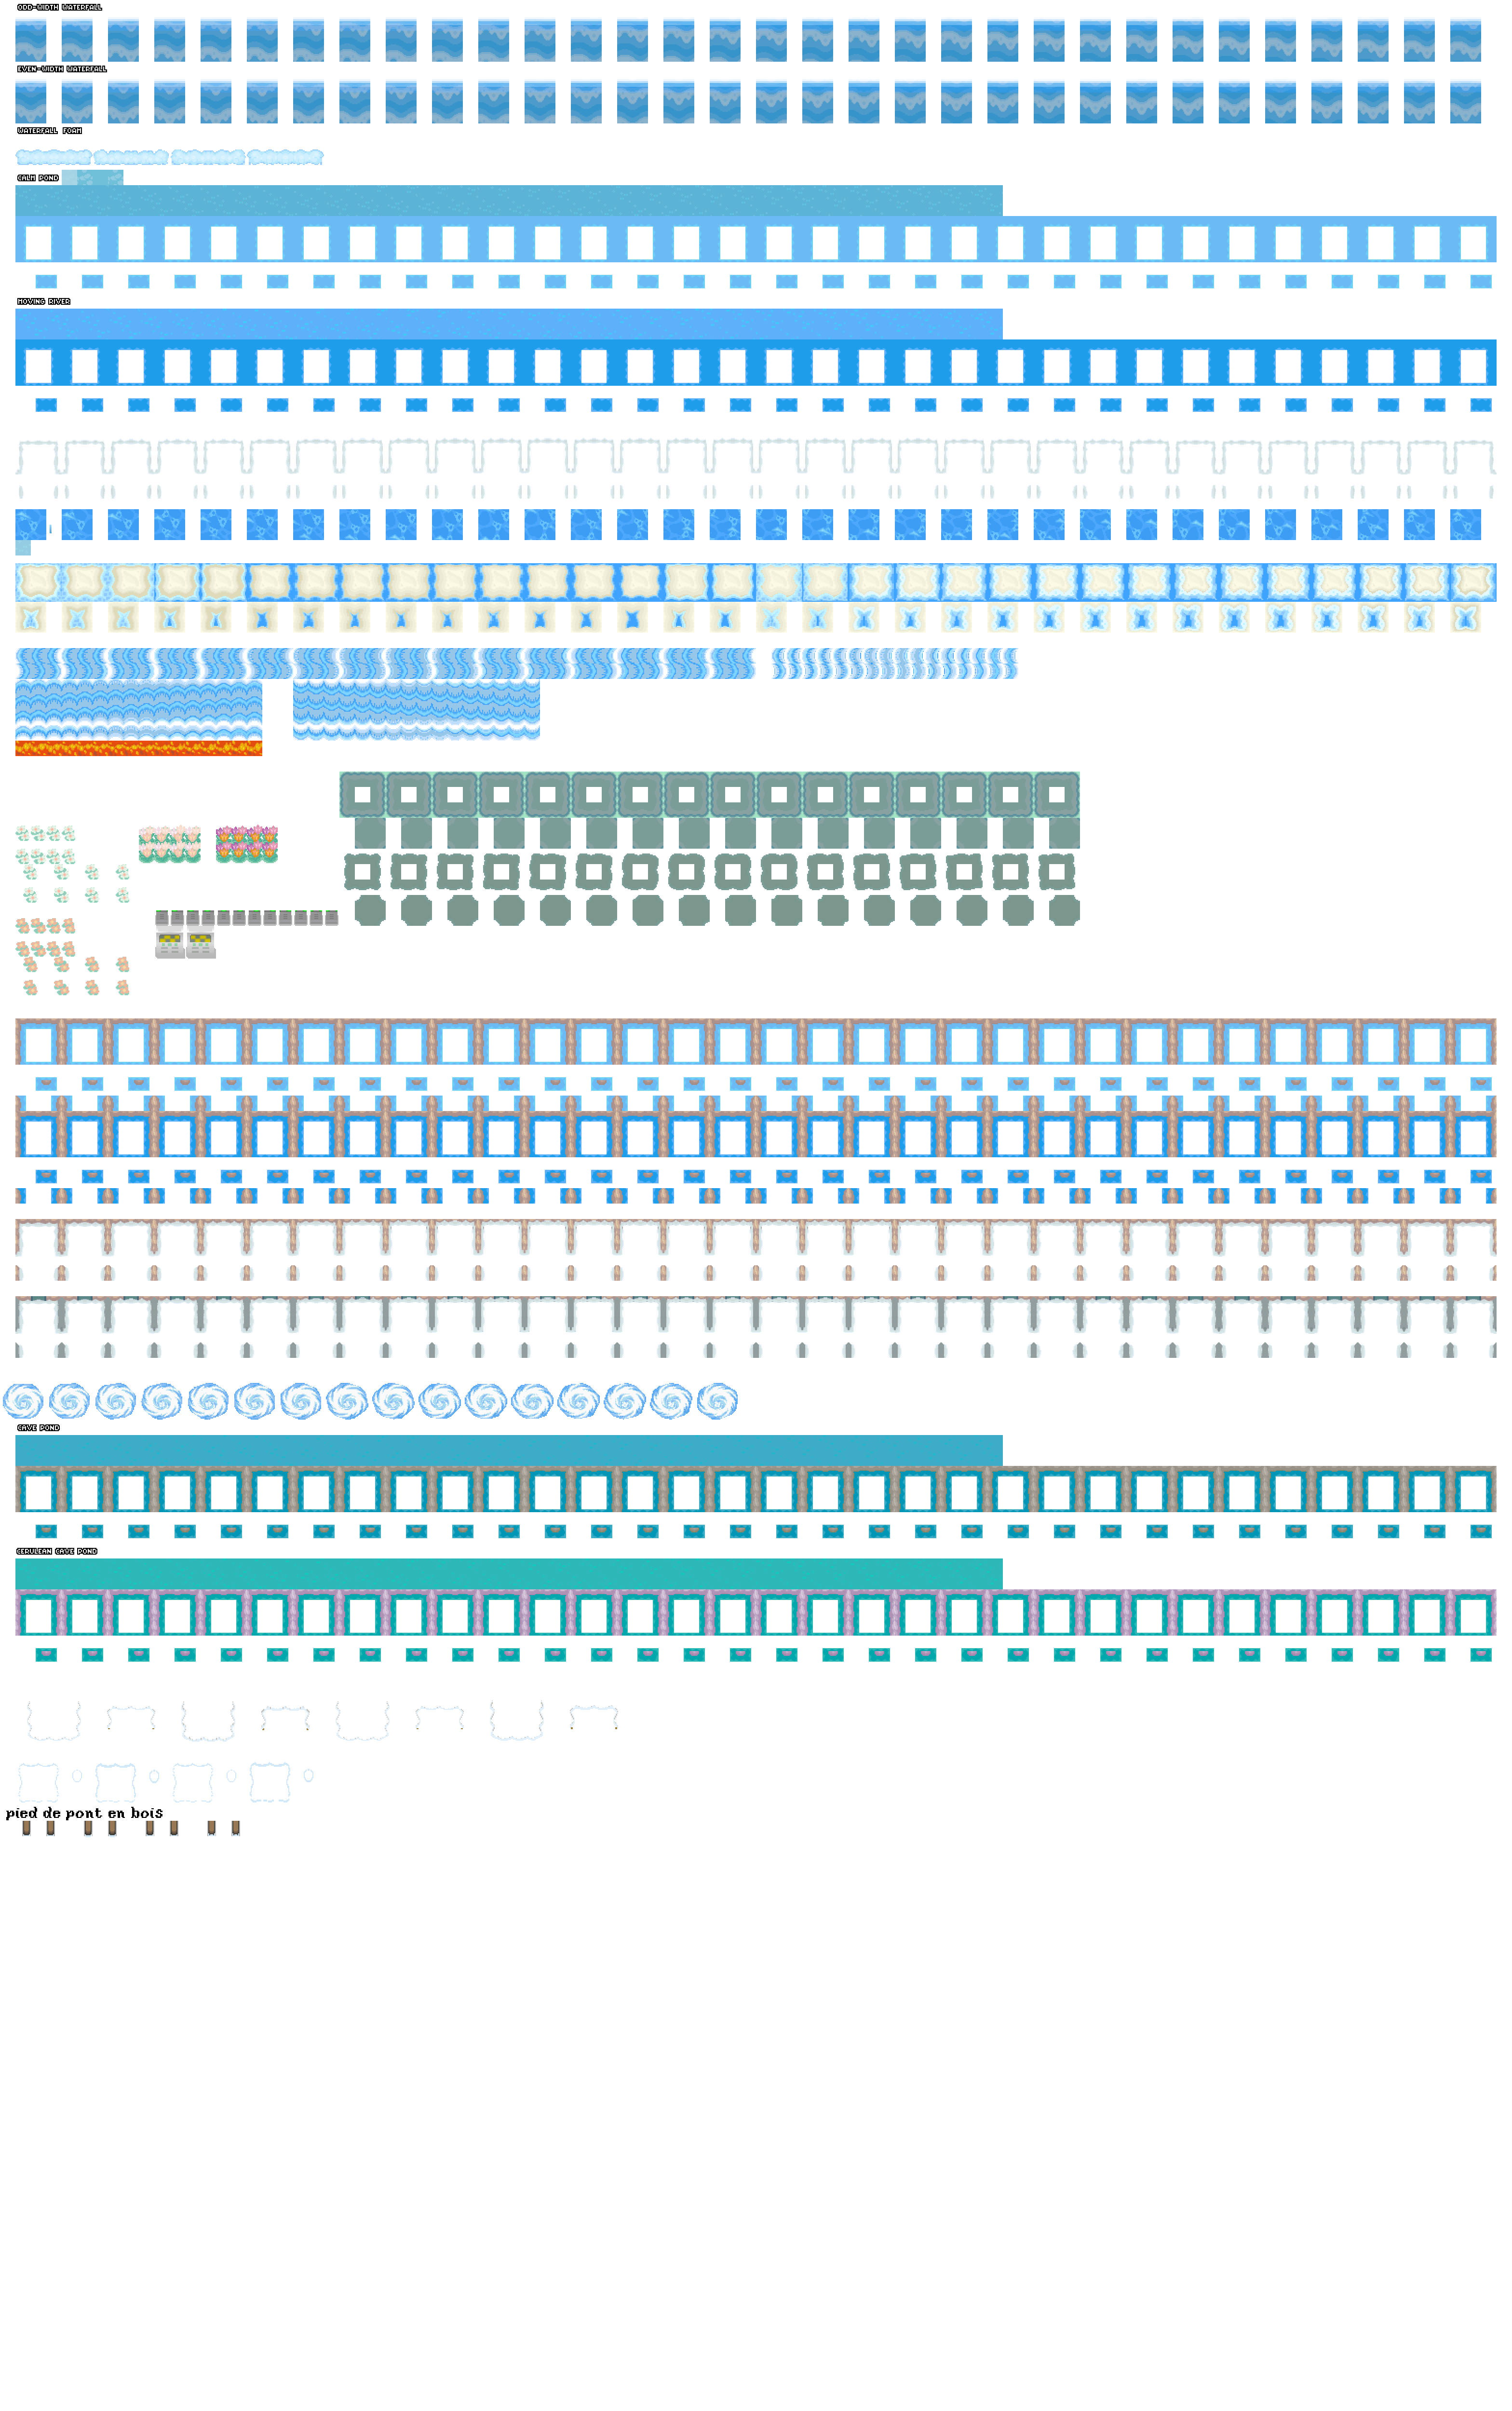 ODD-WIDTH WATERFALL
EVEN-WIDTH WATERFALL
WATERFALL FOAM
CALM POND
MOVING RIVER
CAVE POND
CERULEAN CAVE POND
pied de pont en bois